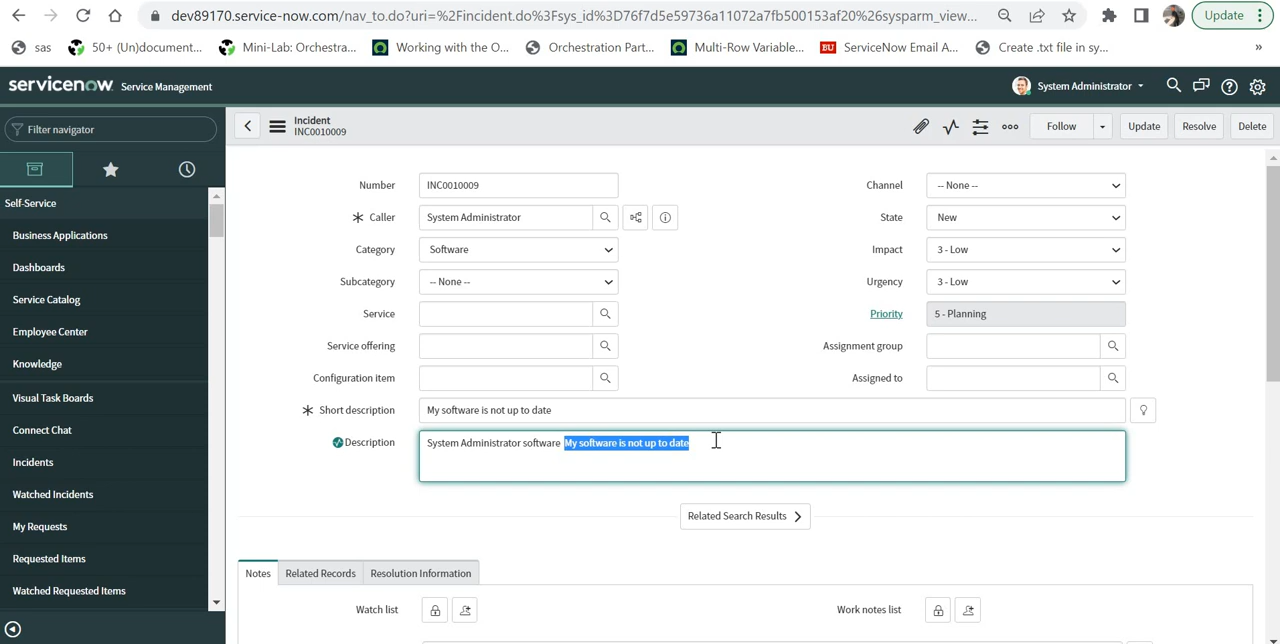 dev89170.service-now.com/nav_to.do?uri=%2Fincident.do%3Fsys_id%3D76f7d5e59736a11072a7fb500153af20%26sysparm_view...
Update
sas
50+ (Un)document...
Mini-Lab: Orchestra...
Working with the O...
Orchestration Part...
Multi-Row Variable...
BU
ServiceNow Email A...
Create .txt file in sy...
»
servicenow Service Management
System Administrator
Filter navigator
Incident
INC0010009
Follow
Update
Resolve
Delete
Self-Service
Business Applications
Dashboards
Service Catalog
Employee Center
Knowledge
Visual Task Boards
Connect Chat
Incidents
Watched Incidents
My Requests
Requested Items
Watched Requested Items
Number INC0010009
Channel -- None --
* Caller System Administrator
State New
Category Software
Impact 3 - Low
Subcategory -- None --
Urgency 3 - Low
Service
Priority 5 - Planning
Service offering
Assignment group
Configuration item
Assigned to
* Short description My software is not up to date
Description System Administrator software My software is not up to date
Related Search Results
Notes
Related Records
Resolution Information
Watch list
Work notes list